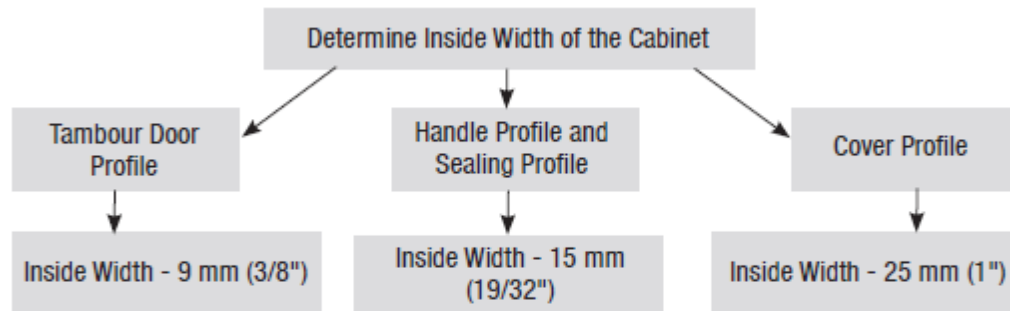 Determine Inside Width of the Cabinet
Tambour Door
Profile
Handle Profile and
Sealing Profile
Cover Profile
Inside Width - 9 mm (3/8")
Inside Width - 15 mm
(19/32")
Inside Width - 25 mm (1")